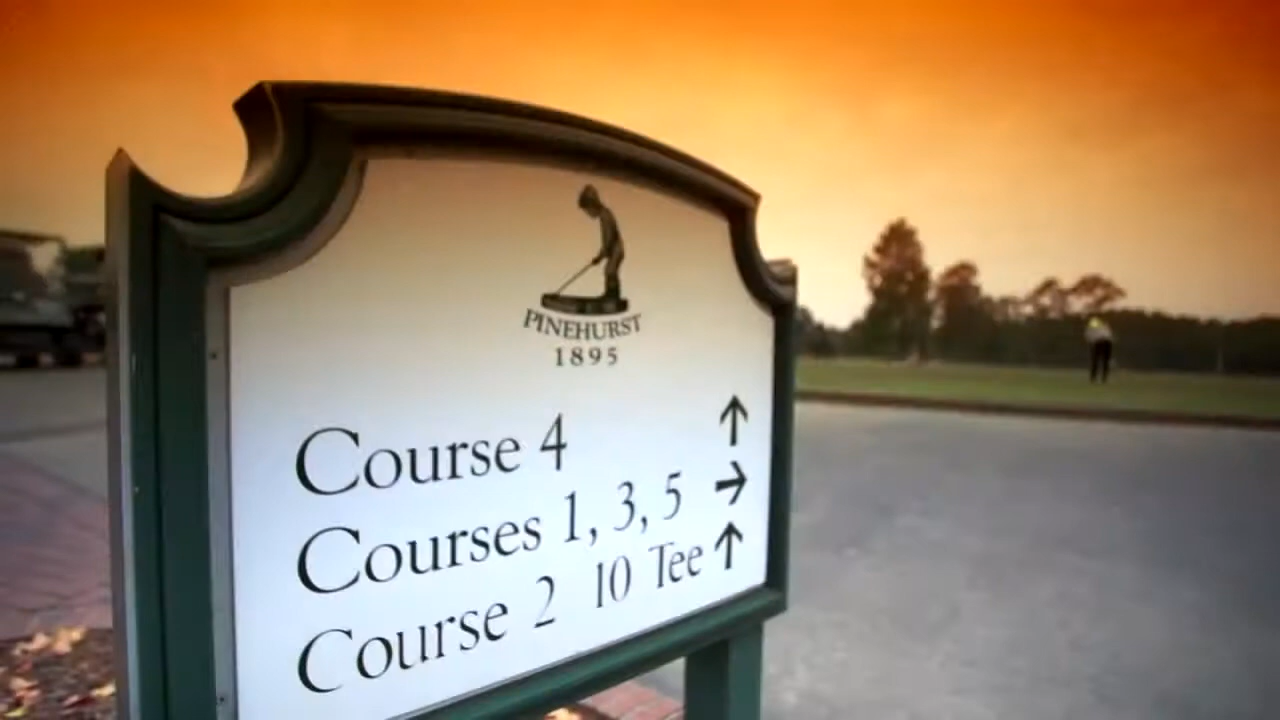 PINEHURST
1895
Course 4 ↑
Courses 1, 3, 5 →
Course 2 10 Tee ↑